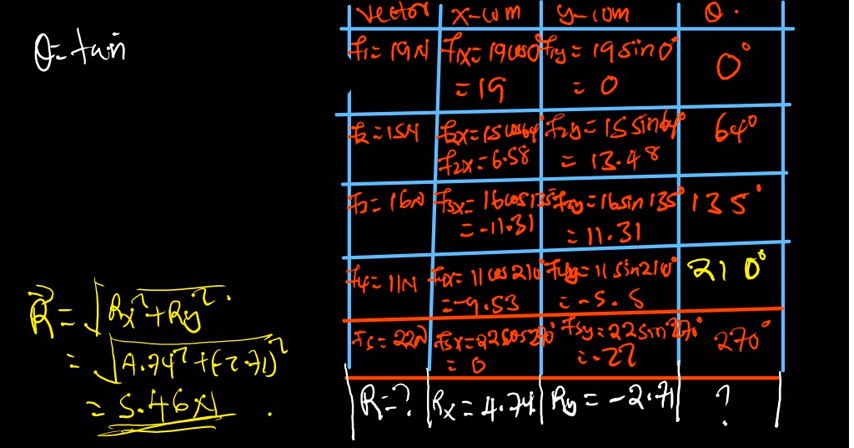 θ=tan
vector x-com y-com θ.
f1=19N f1x=19cos0° f1y=19sin0° 0°
=19 =0
f2=15N f2x=15cos64° f2y=15sin64° 64°
f2x=6.58 =13.48
f3=16N f3x=16cos135° f3y=16sin135° 135°
=-11.31 =11.31
f4=11N f4x=11cos210° f4y=11sin210° 210°
=-9.53 =-5.5
f5=22N f5x=22cos270° f5y=22sin270° 270°
=0 =-22
R=? Rx=4.74 Ry=-2.71 ?
R⃗=√Rx²+Ry²
=√4.74²+(-2.71)²
=5.46N